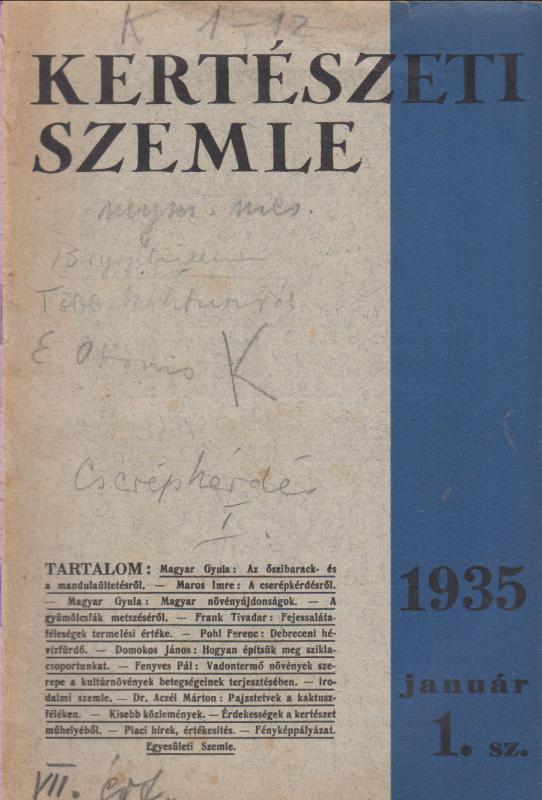 K 1-12
KERTÉSZETI
SZEMLE
K
Cserépkérdés
I.
TARTALOM: Magyar Gyula: Az őszibarack- és
a mandulaültetésről. — Maros Imre: A cserépkérdésről.
— Magyar Gyula: Magyar növényújdonságok. — A
gyümölcsfák metszéséről. — Frank Tivadar: Fejessaláta-
féleségek termelési értéke. — Pohl Ferenc: Debreceni hé-
vízfürdő. — Domokos János: Hogyan építsük meg szikla-
csoportunkat. — Fenyves Pál: Vadontermő növények sze-
repe a kultúrnövények betegségeinek terjesztésében. — Iro-
dalmi szemle. — Dr. Aczél Márton: Pajzstetvek a kaktusz-
féléken. — Kisebb közlemények. — Érdekességek a kertészet
műhelyéből. — Piaci hírek, értékesítés. — Fényképpályázat.
Egyesületi Szemle.
1935
január
1. sz.
VII. évf.